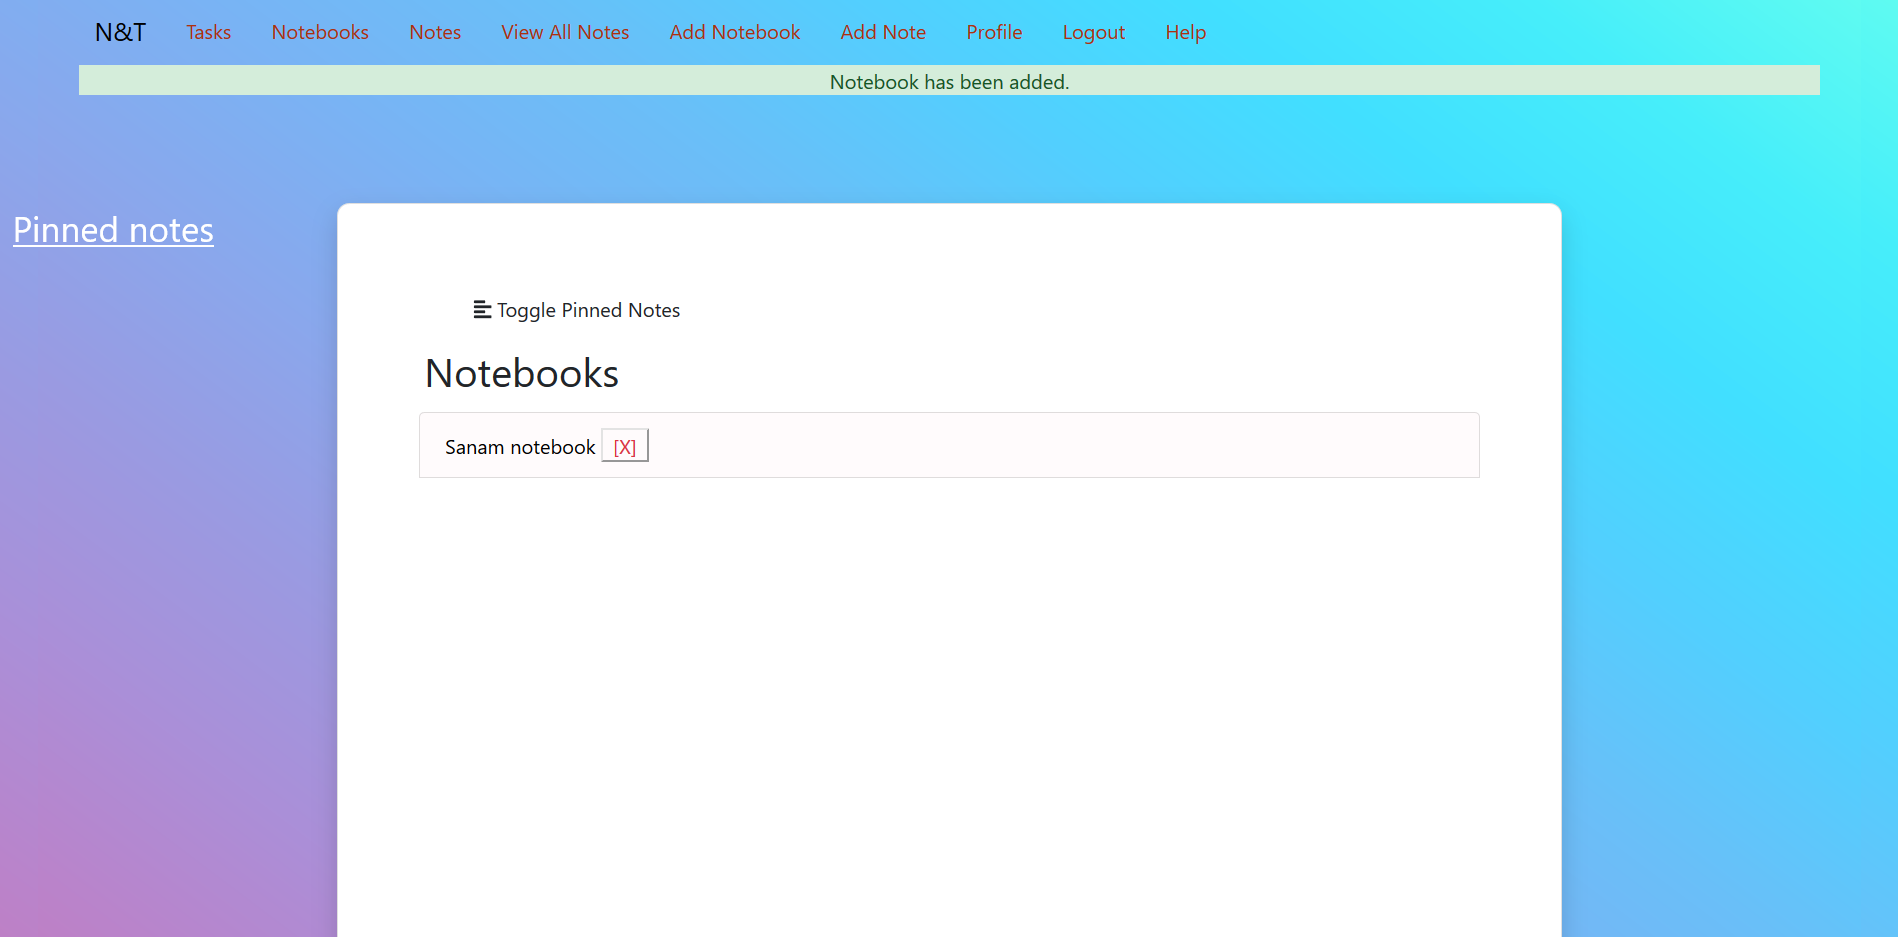 N&T Tasks Notebooks Notes View All Notes Add Notebook Add Note Profile Logout Help
Notebook has been added.
Pinned notes
Toggle Pinned Notes
Notebooks
Sanam notebook [X]